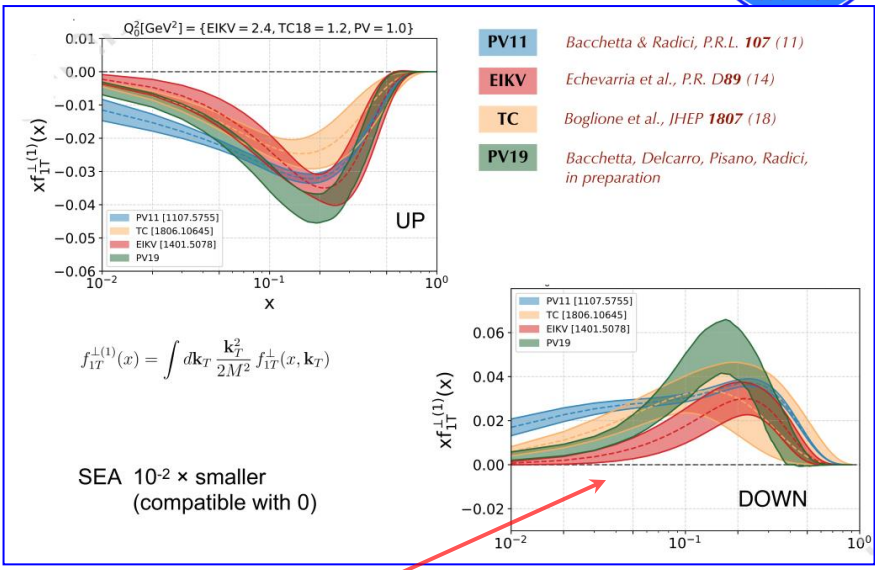 Q₀²[GeV²] = {EIKV = 2.4, TC18 = 1.2, PV = 1.0}
0.01
0.00
−0.01
−0.02
−0.03
−0.04
−0.05
−0.06
xf₁T^⊥(1)(x)
PV11 [1107.5755]
TC [1806.10645]
EIKV [1401.5078]
PV19
UP
10⁻²
10⁻¹
10⁰
x
PV11 Bacchetta & Radici, P.R.L. 107 (11)
EIKV Echevarria et al., P.R. D89 (14)
TC Boglione et al., JHEP 1807 (18)
PV19 Bacchetta, Delcarro, Pisano, Radici,
in preparation
f₁T^⊥(1)(x) = ∫ dk_T k_T²/2M² f₁T^⊥(x, k_T)
SEA 10⁻² × smaller
(compatible with 0)
PV11 [1107.5755]
TC [1806.10645]
EIKV [1401.5078]
PV19
0.06
0.04
0.02
0.00
−0.02
xf₁T^⊥(1)(x)
DOWN
10⁻²
10⁻¹
10⁰